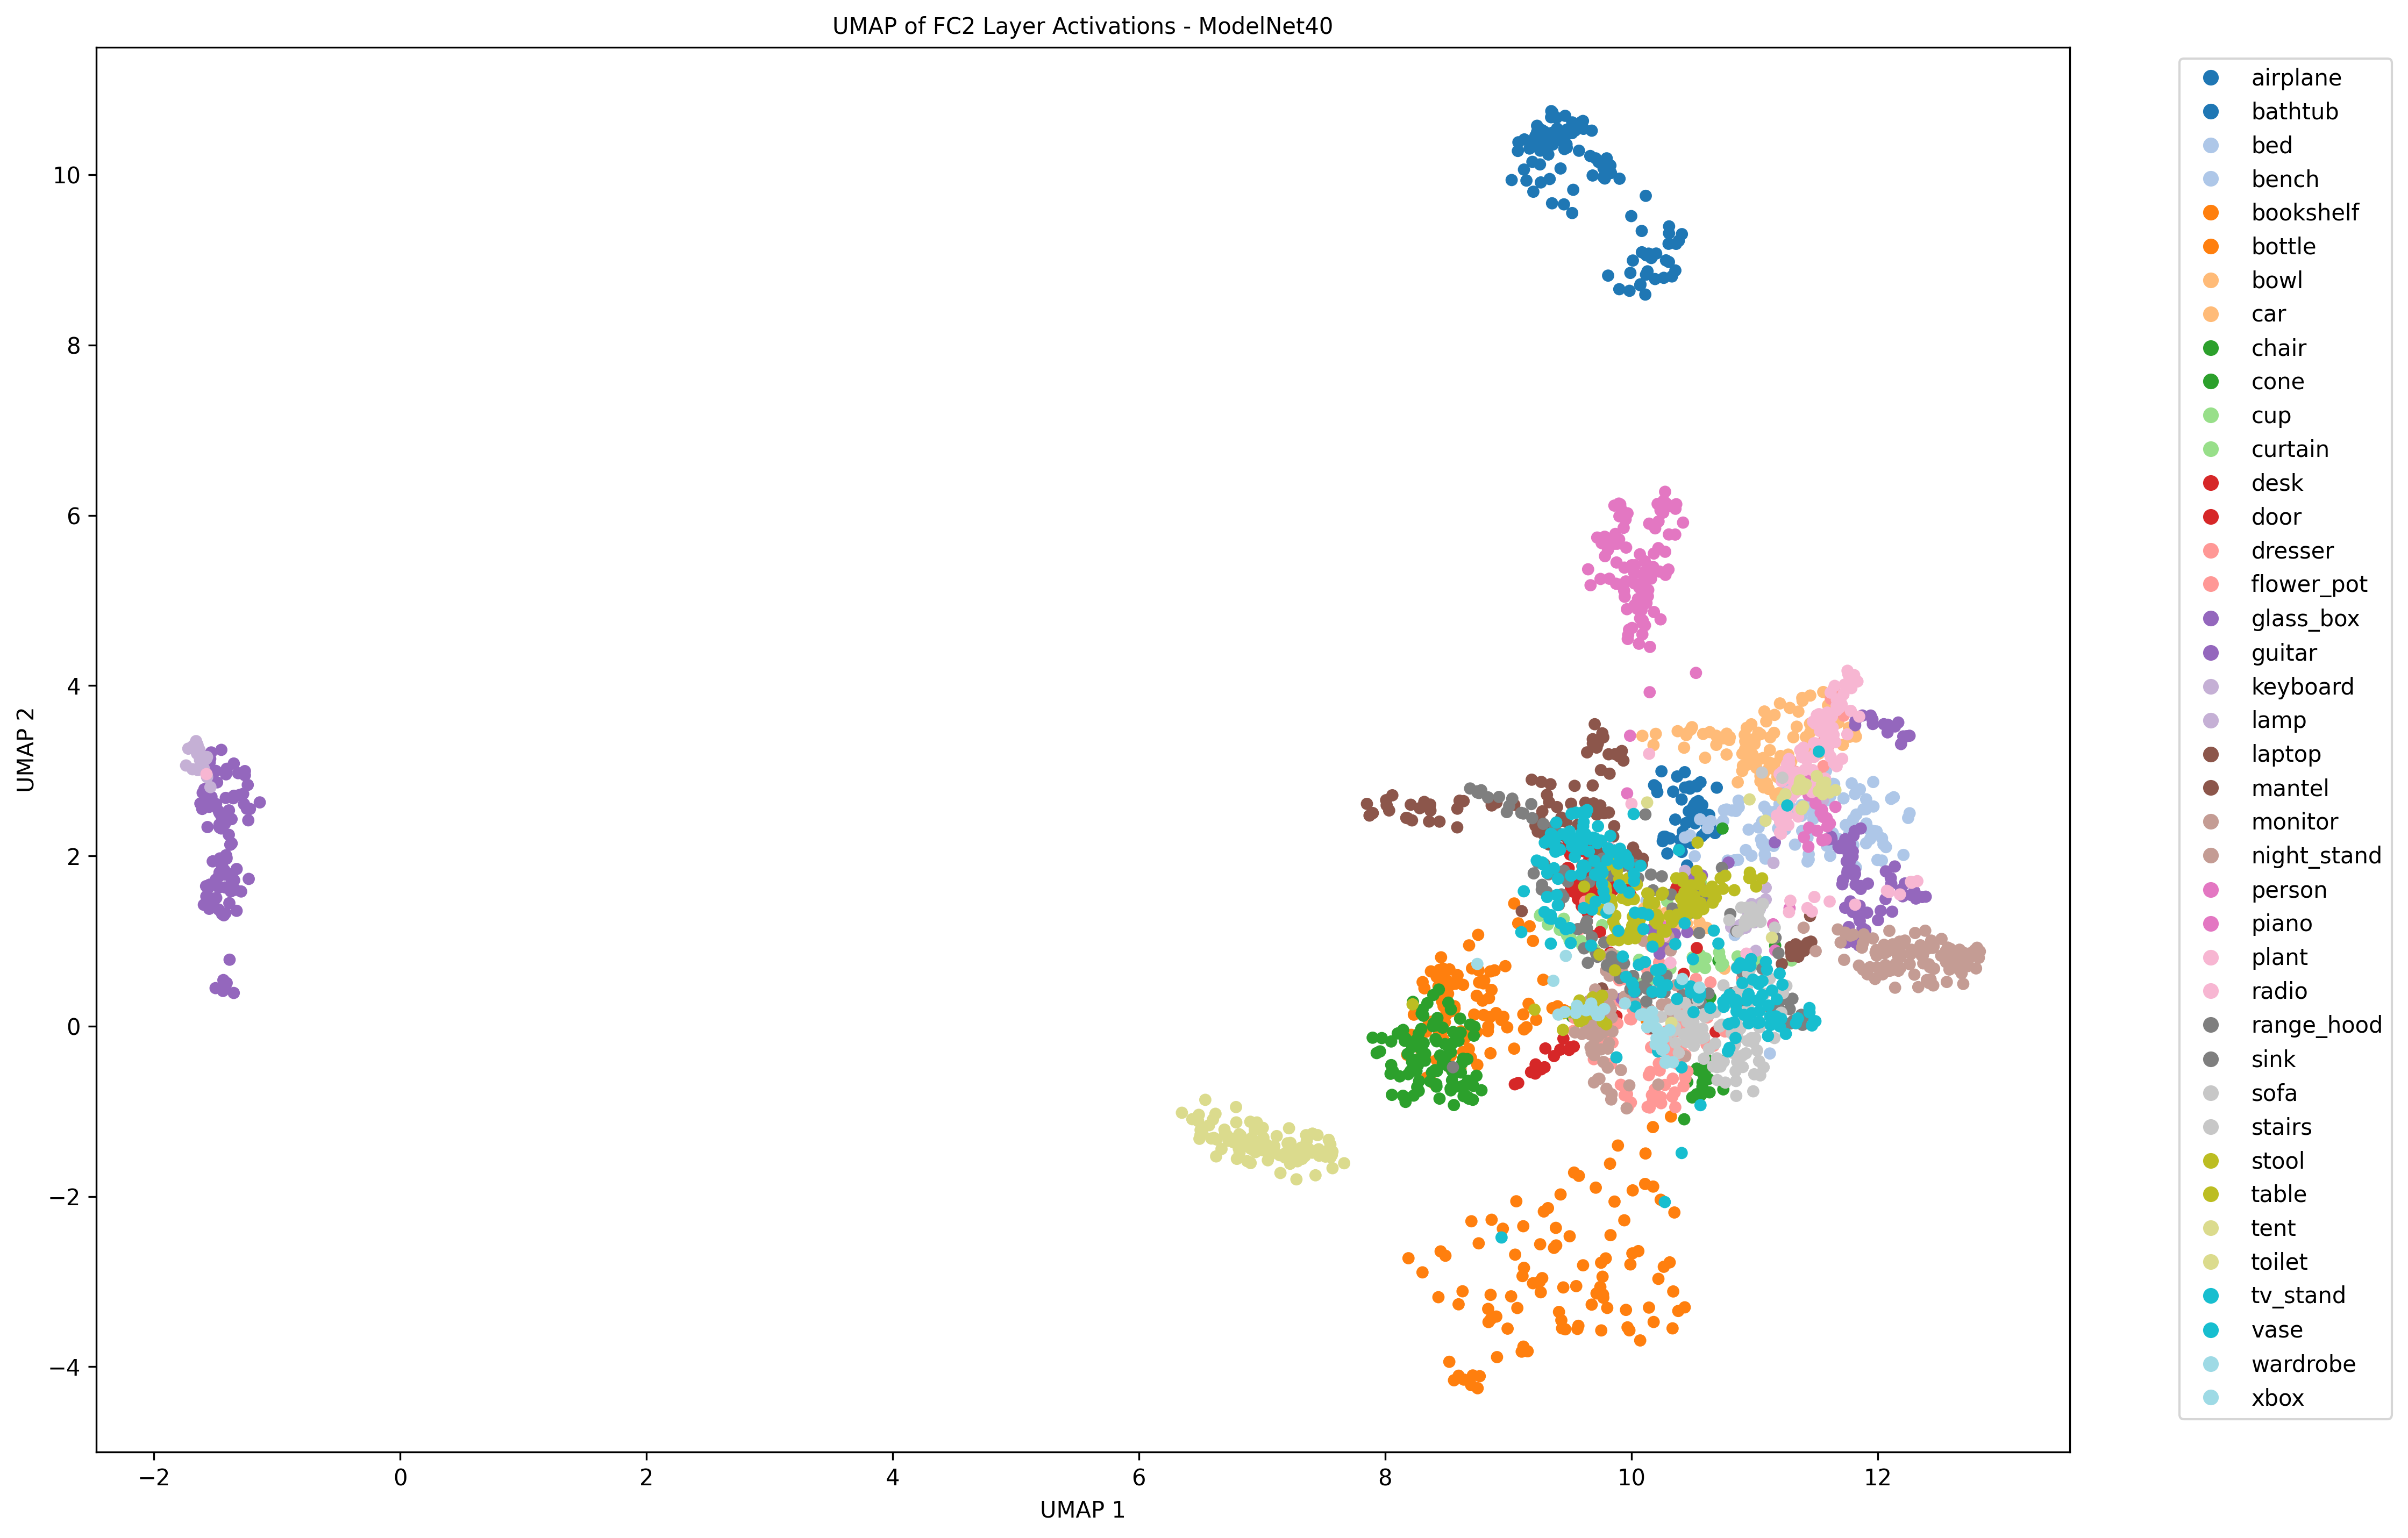 UMAP of FC2 Layer Activations - ModelNet40
10
8
6
4
2
0
−2
−4
UMAP 2
−2
0
2
4
6
8
10
12
UMAP 1
airplane
bathtub
bed
bench
bookshelf
bottle
bowl
car
chair
cone
cup
curtain
desk
door
dresser
flower_pot
glass_box
guitar
keyboard
lamp
laptop
mantel
monitor
night_stand
person
piano
plant
radio
range_hood
sink
sofa
stairs
stool
table
tent
toilet
tv_stand
vase
wardrobe
xbox